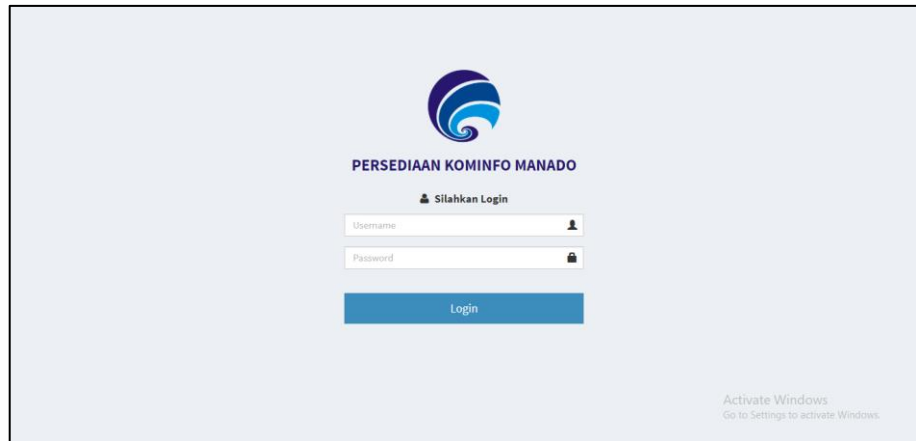 PERSEDIAAN KOMINFO MANADO
Silahkan Login
Username
Password
Login
Activate Windows
Go to Settings to activate Windows.